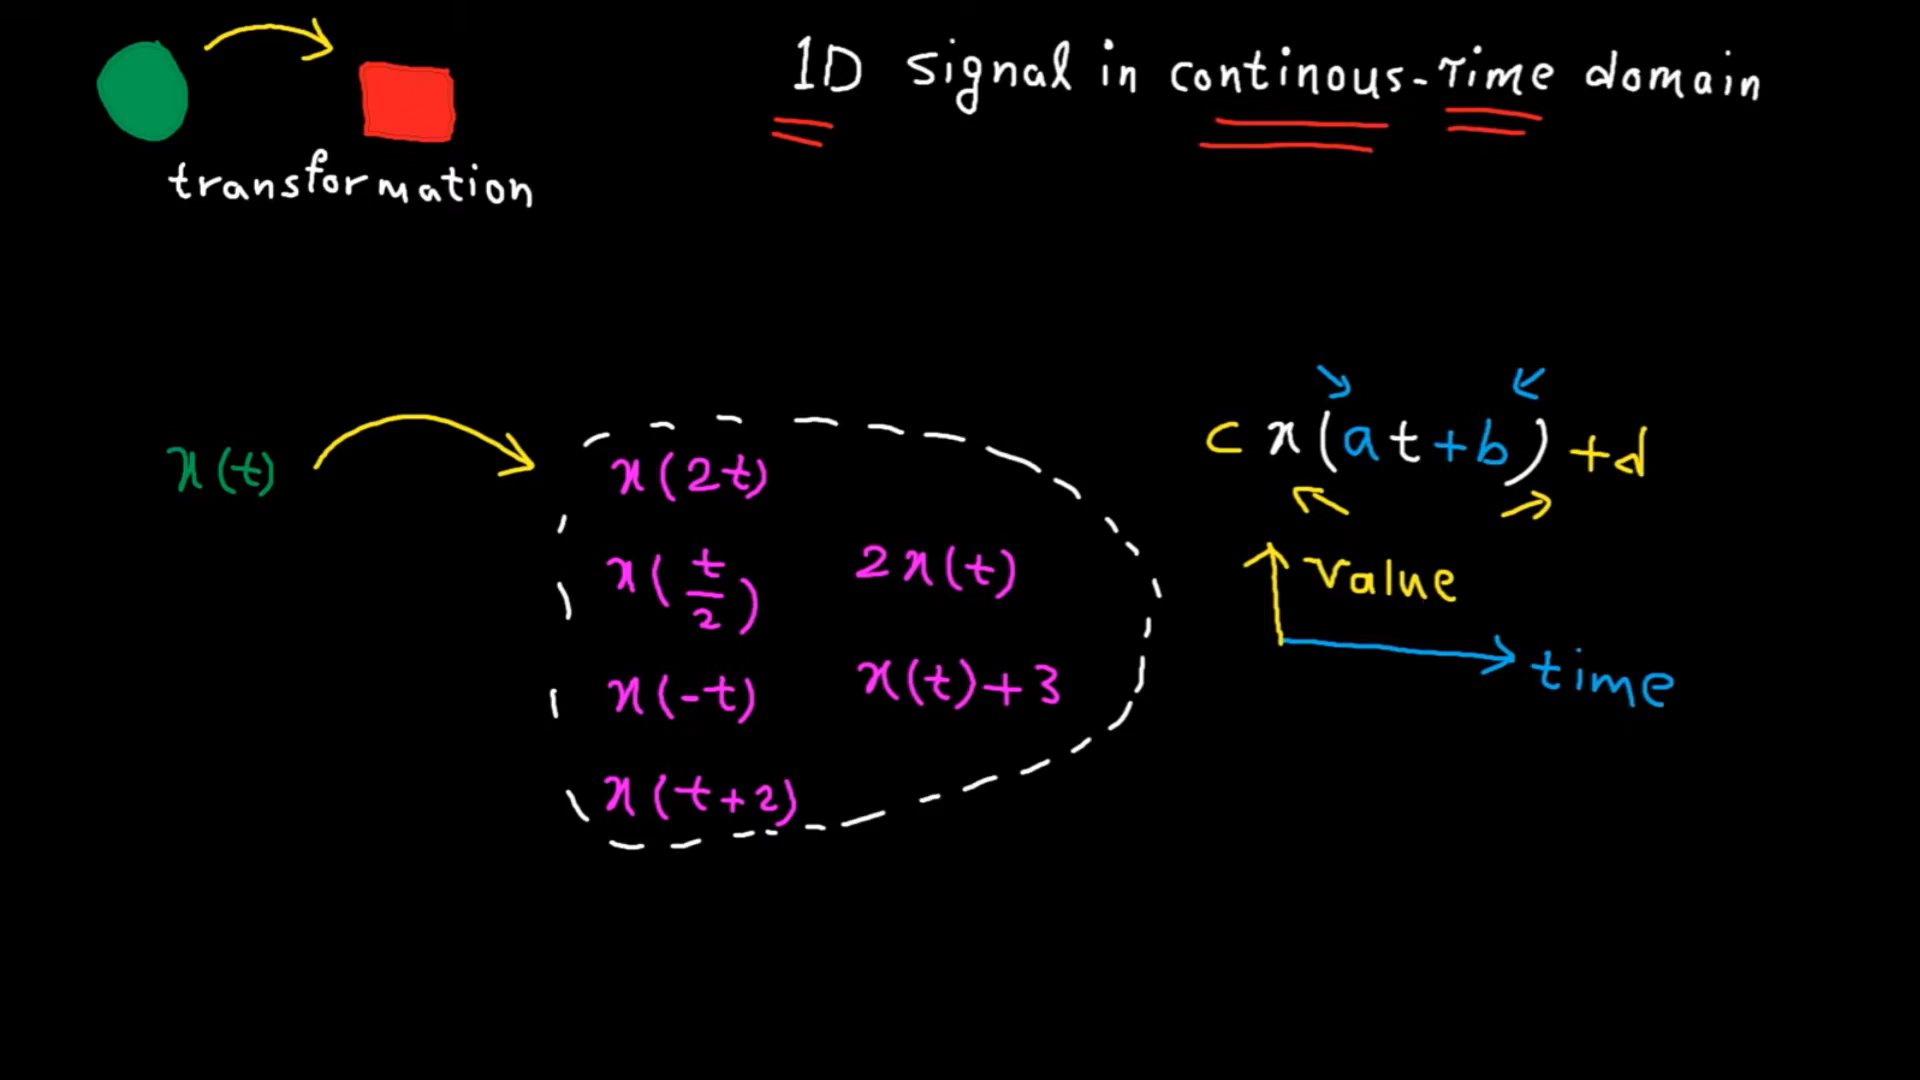 1D signal in continous-Time domain
transformation
x(t)
x(2t)
x(t/2)
x(-t)
x(t+2)
2x(t)
x(t)+3
cx(at+b)+d
value
time